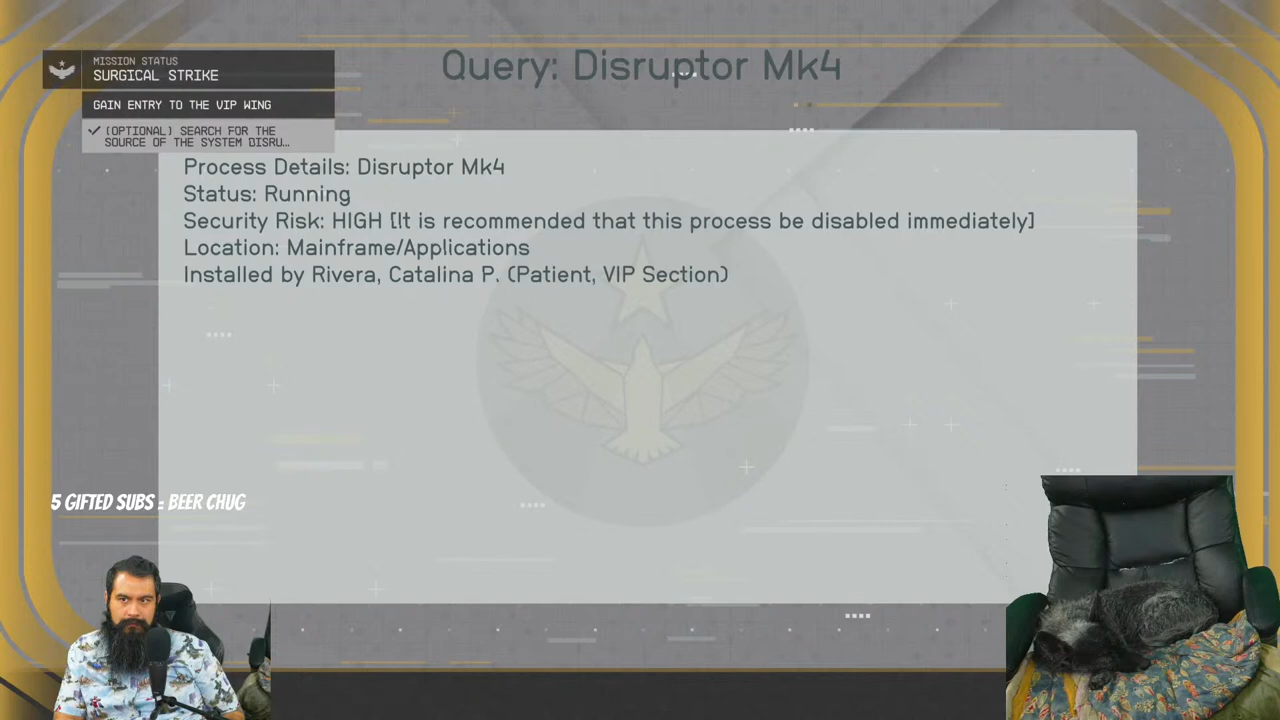 Query: Disruptor Mk4
MISSION STATUS
SURGICAL STRIKE
GAIN ENTRY TO THE VIP WING
(OPTIONAL) SEARCH FOR THE
SOURCE OF THE SYSTEM DISRU...
Process Details: Disruptor Mk4
Status: Running
Security Risk: HIGH [It is recommended that this process be disabled immediately]
Location: Mainframe/Applications
Installed by Rivera, Catalina P. (Patient, VIP Section)
5 GIFTED SUBS = BEER CHUG